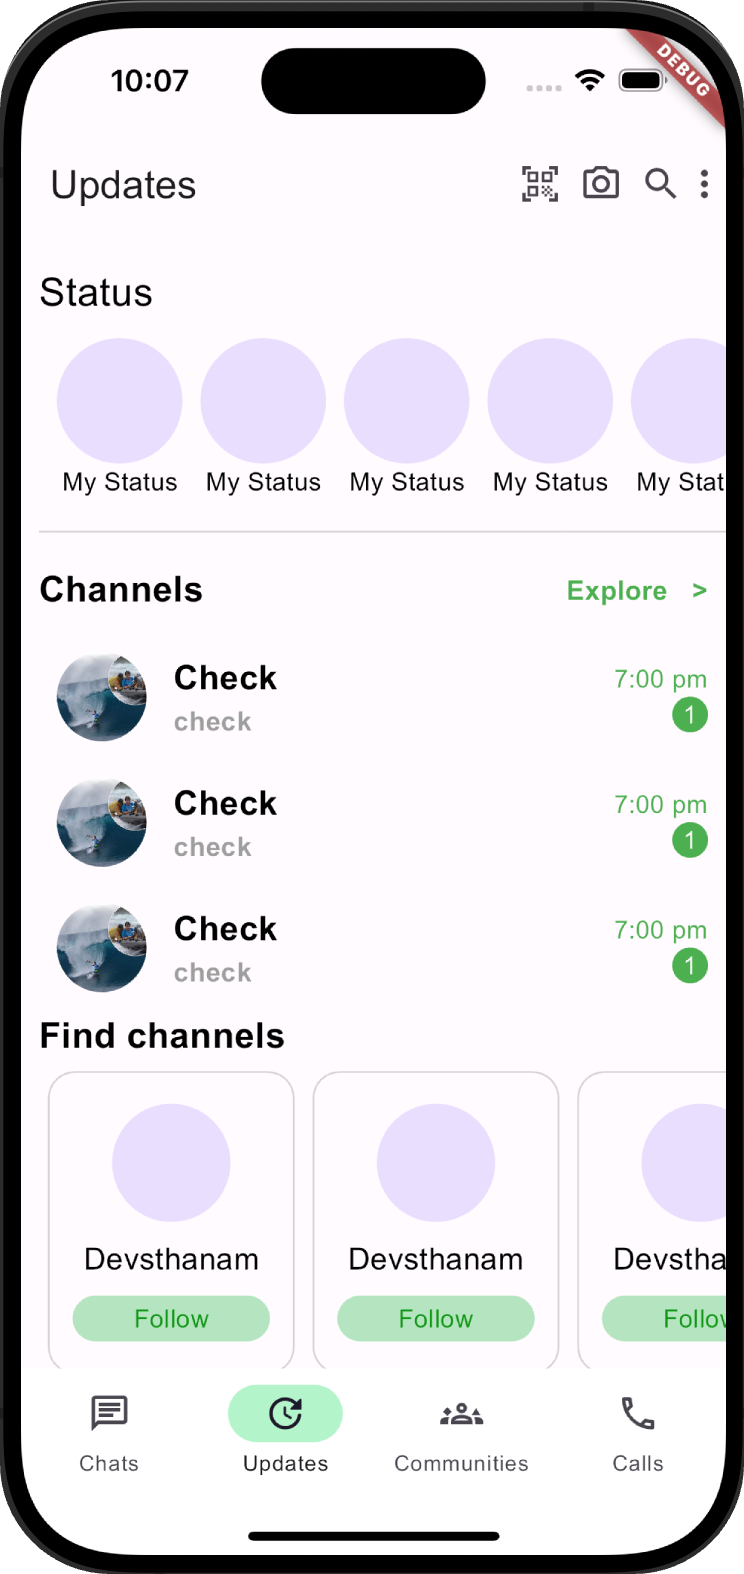 10:07
DEBUG
Updates
Status
My Status My Status My Status My Status My Stat
Channels Explore >
Check 7:00 pm
check 1
Check 7:00 pm
check 1
Check 7:00 pm
check 1
Find channels
Devsthanam Devsthanam Devstha
Follow Follow Follow
Chats Updates Communities Calls